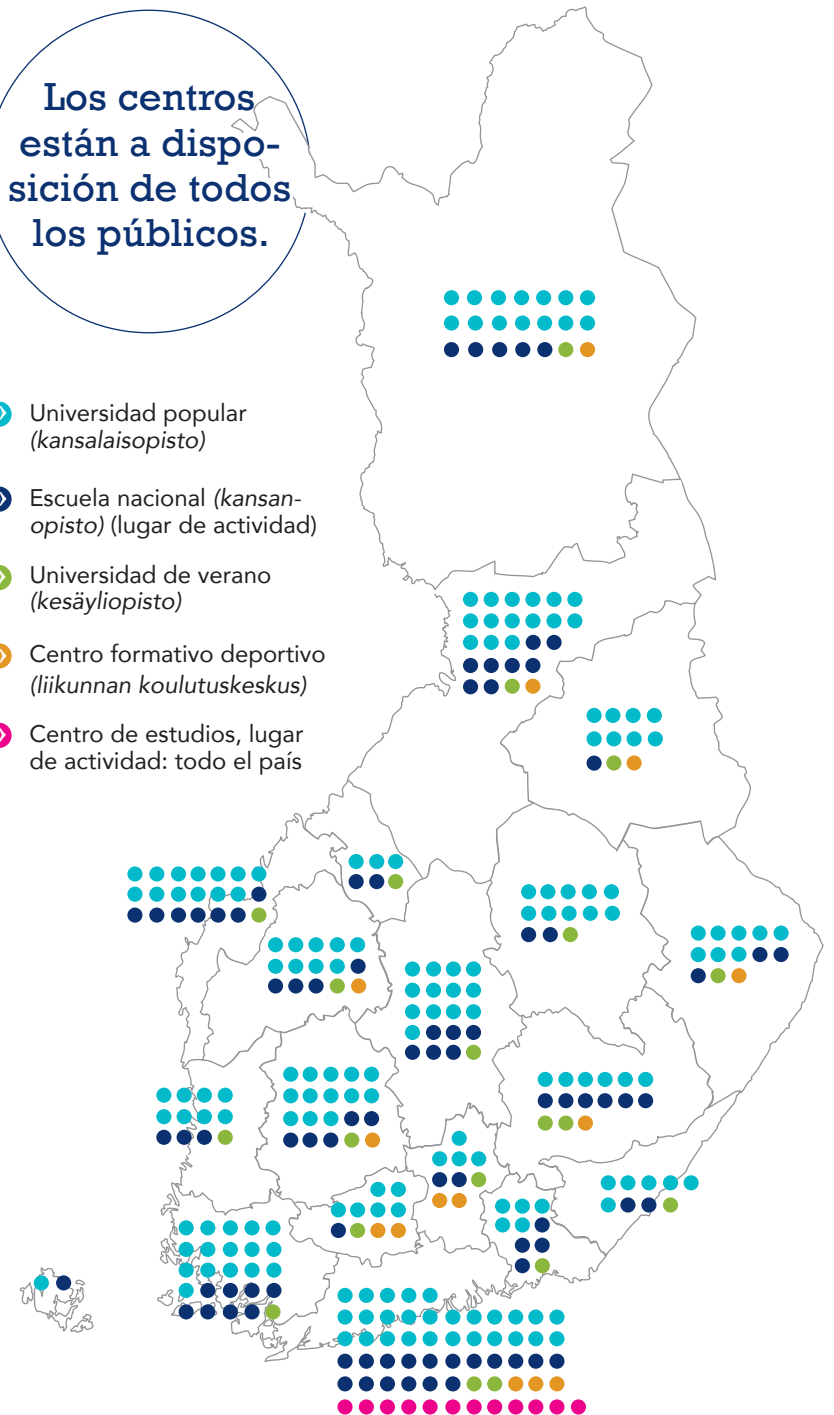 Los centros
están a dispo-
sición de todos
los públicos.
Universidad popular
(kansalaisopisto)
Escuela nacional (kansan-
opisto) (lugar de actividad)
Universidad de verano
(kesäyliopisto)
Centro formativo deportivo
(liikunnan koulutuskeskus)
Centro de estudios, lugar
de actividad: todo el país